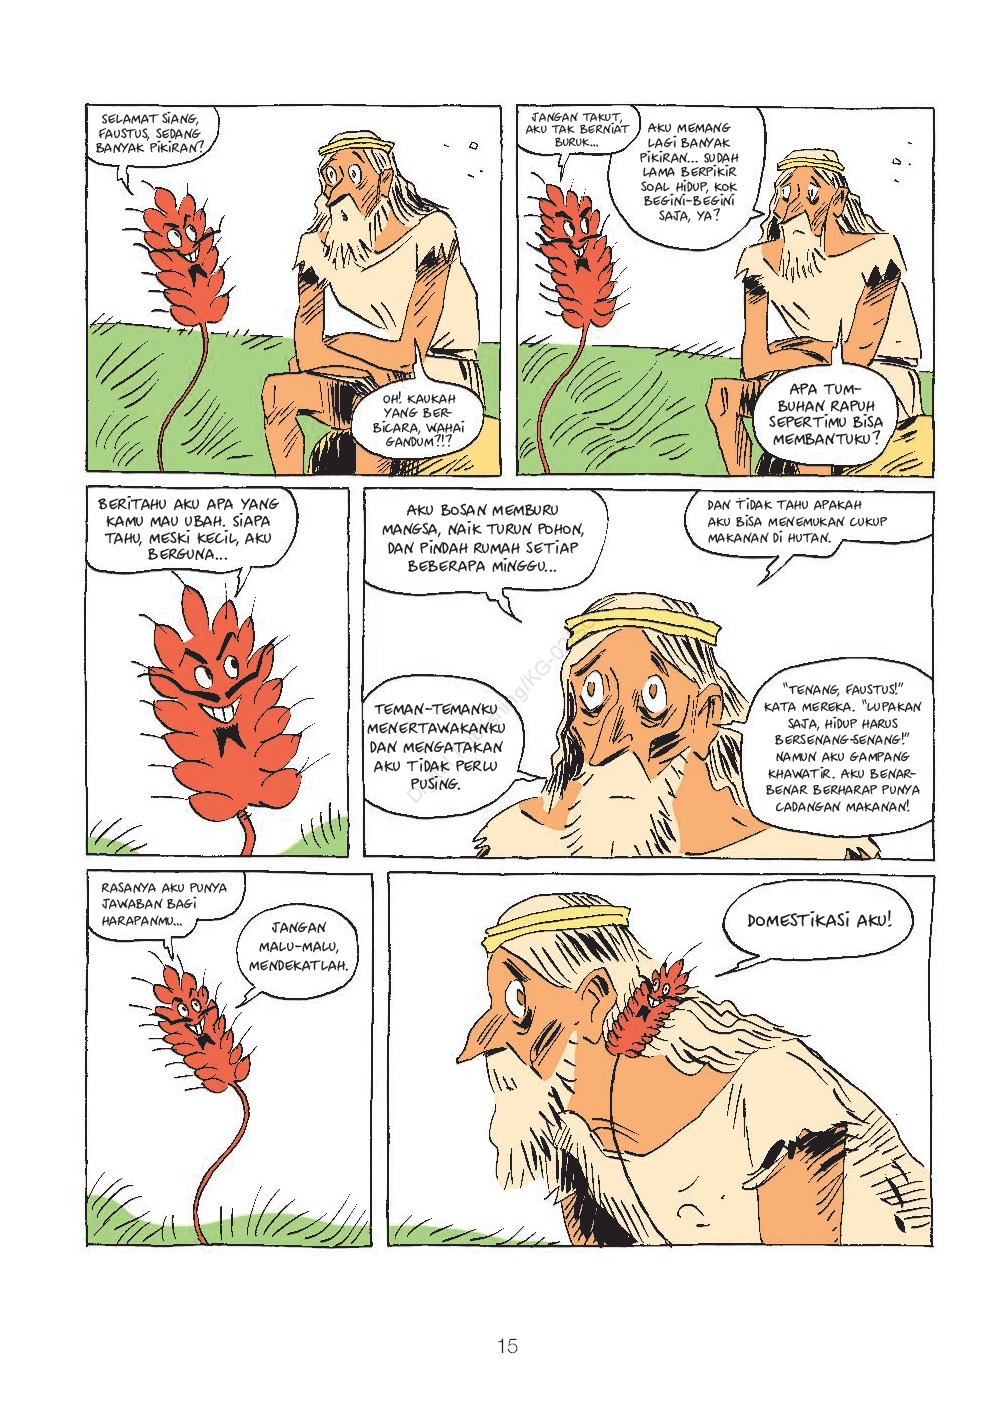 SELAMAT SIANG,
FAUSTUS, SEDANG
BANYAK PIKIRAN?
OH! KAUKAH
YANG BER-
BICARA, WAHAI
GANDUM?!?
JANGAN TAKUT,
AKU TAK BERNIAT
BURUK...
AKU MEMANG
LAGI BANYAK
PIKIRAN... SUDAH
LAMA BERPIKIR
SOAL HIDUP, KOK
BEGINI-BEGINI
SAJA, YA?
APA TUM-
BUHAN RAPUH
SEPERTIMU BISA
MEMBANTUKU?
BERITAHU AKU APA YANG
KAMU MAU UBAH. SIAPA
TAHU, MESKI KECIL, AKU
BERGUNA...
AKU BOSAN MEMBURU
MANGSA, NAIK TURUN POHON,
DAN PINDAH RUMAH SETIAP
BEBERAPA MINGGU...
DAN TIDAK TAHU APAKAH
AKU BISA MENEMUKAN CUKUP
MAKANAN DI HUTAN.
TEMAN-TEMANKU
MENERTAWAKANKU
DAN MENGATAKAN
AKU TIDAK PERLU
PUSING.
"TENANG, FAUSTUS!"
KATA MEREKA. "LUPAKAN
SAJA, HIDUP HARUS
BERSENANG-SENANG!"
NAMUN AKU GAMPANG
KHAWATIR. AKU BENAR-
BENAR BERHARAP PUNYA
CADANGAN MAKANAN!
RASANYA AKU PUNYA
JAWABAN BAGI
HARAPANMU...
JANGAN
MALU-MALU,
MENDEKATLAH.
DOMESTIKASI AKU!
15